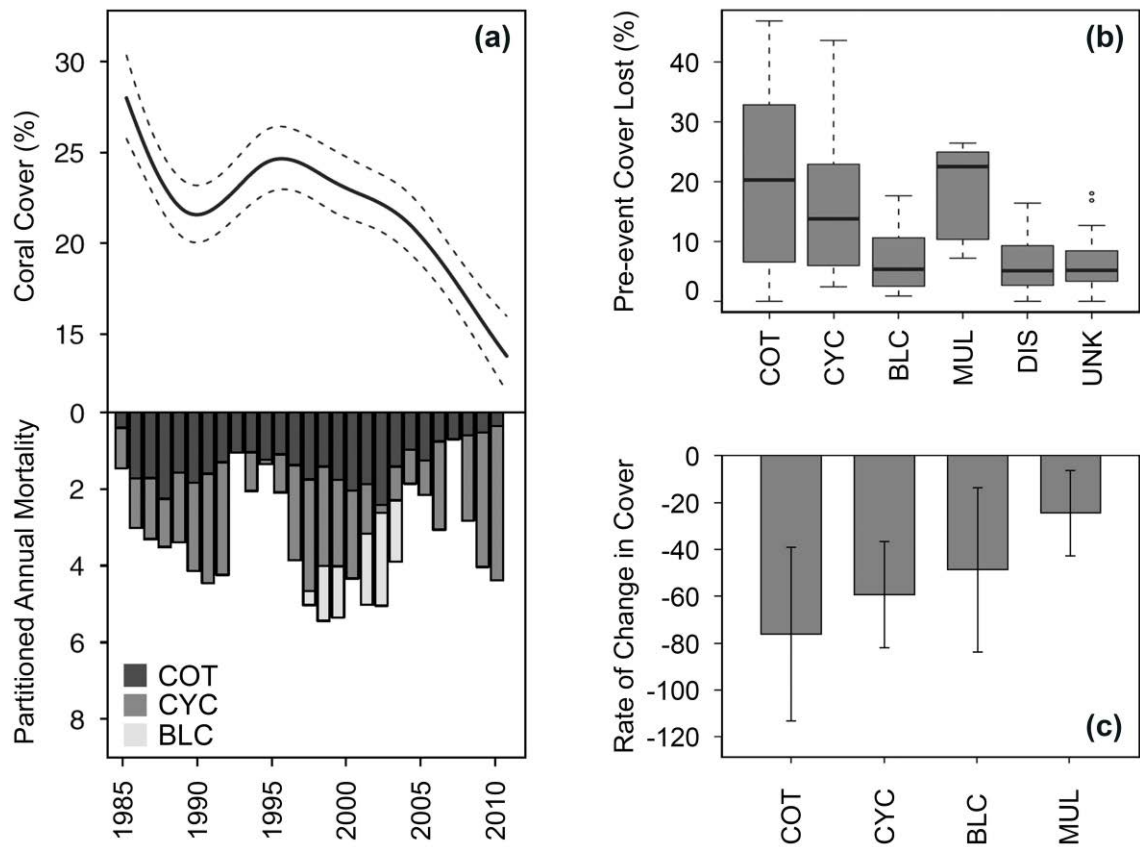 (a)
Coral Cover (%)
30
25
20
15
Partitioned Annual Mortality
0
2
4
6
8
COT
CYC
BLC
1985
1990
1995
2000
2005
2010
(b)
Pre-event Cover Lost (%)
40
30
20
10
0
COT
CYC
BLC
MUL
DIS
UNK
(c)
Rate of Change in Cover
0
-20
-40
-60
-80
-100
-120
COT
CYC
BLC
MUL